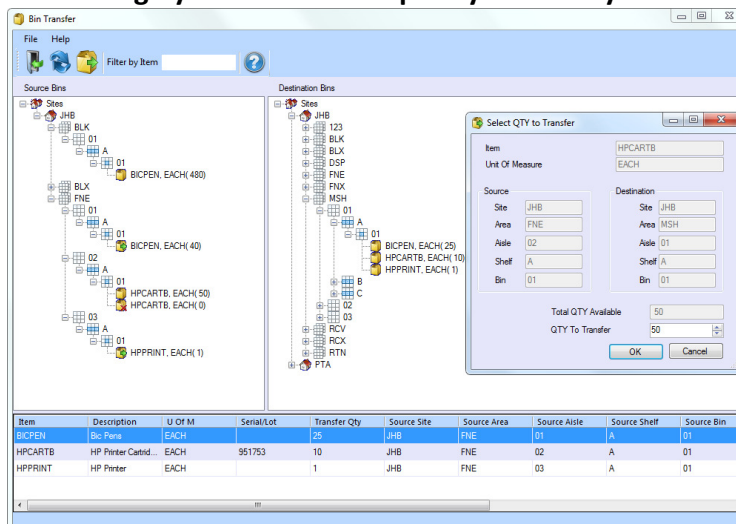 Bin Transfer
File Help
Filter by Item
Source Bins
Sites
JHB
BLK
01
A
01
BICPEN, EACH( 480)
BLX
FNE
01
A
01
BICPEN, EACH( 40)
02
A
01
HPCARTB, EACH( 50)
HPCARTB, EACH( 0)
03
A
01
HPPRINT, EACH( 1)
Destination Bins
Sites
JHB
123
BLK
BLX
DSP
FNE
FNX
MSH
01
A
01
BICPEN, EACH( 25)
HPCARTB, EACH( 10)
HPPRINT, EACH( 1)
B
C
02
03
RCV
RCX
RTN
PTA
Select QTY to Transfer
Item HPCARTB
Unit Of Measure EACH
Source Destination
Site JHB Site JHB
Area FNE Area MSH
Aisle 02 Aisle 01
Shelf A Shelf A
Bin 01 Bin 01
Total QTY Available 50
QTY To Transfer 50
OK Cancel
Item Description U Of M Serial/Lot Transfer Qty Source Site Source Area Source Aisle Source Shelf Source Bin
BICPEN Bic Pens EACH 25 JHB FNE 01 A 01
HPCARTB HP Printer Cartrid... EACH 951753 10 JHB FNE 02 A 01
HPPRINT HP Printer EACH 1 JHB FNE 03 A 01